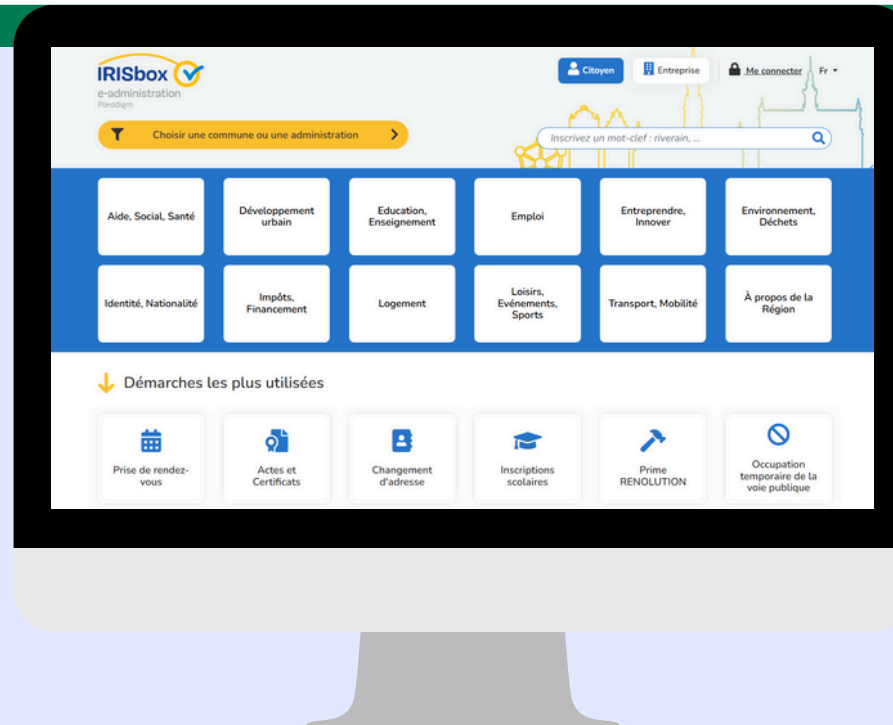 IRISbox
e-administration
Paradigm
Citoyen
Entreprise
Me connecter
Fr
Choisir une commune ou une administration
Inscrivez un mot-clef : riverain, ...
Aide, Social, Santé
Développement
urbain
Education,
Enseignement
Emploi
Entreprendre,
Innover
Environnement,
Déchets
Identité, Nationalité
Impôts,
Financement
Logement
Loisirs,
Evénements,
Sports
Transport, Mobilité
À propos de la
Région
Démarches les plus utilisées
Prise de rendez-
vous
Actes et
Certificats
Changement
d'adresse
Inscriptions
scolaires
Prime
RENOLUTION
Occupation
temporaire de la
voie publique